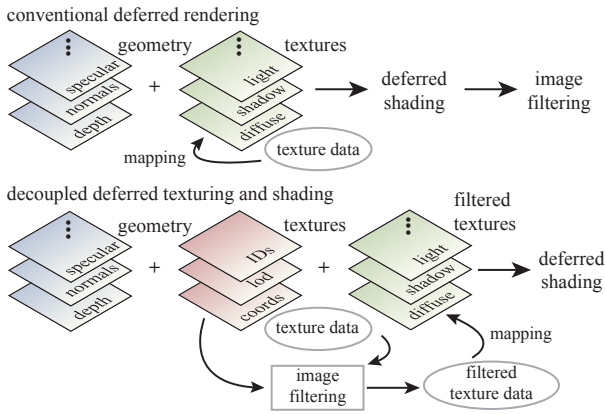 conventional deferred rendering
geometry
textures
specular
normals
depth
+
light
shadow
diffuse
deferred
shading
image
filtering
mapping
texture data
decoupled deferred texturing and shading
geometry
textures
filtered
textures
specular
normals
depth
+
IDs
lod
coords
+
light
shadow
diffuse
deferred
shading
texture data
mapping
image
filtering
filtered
texture data